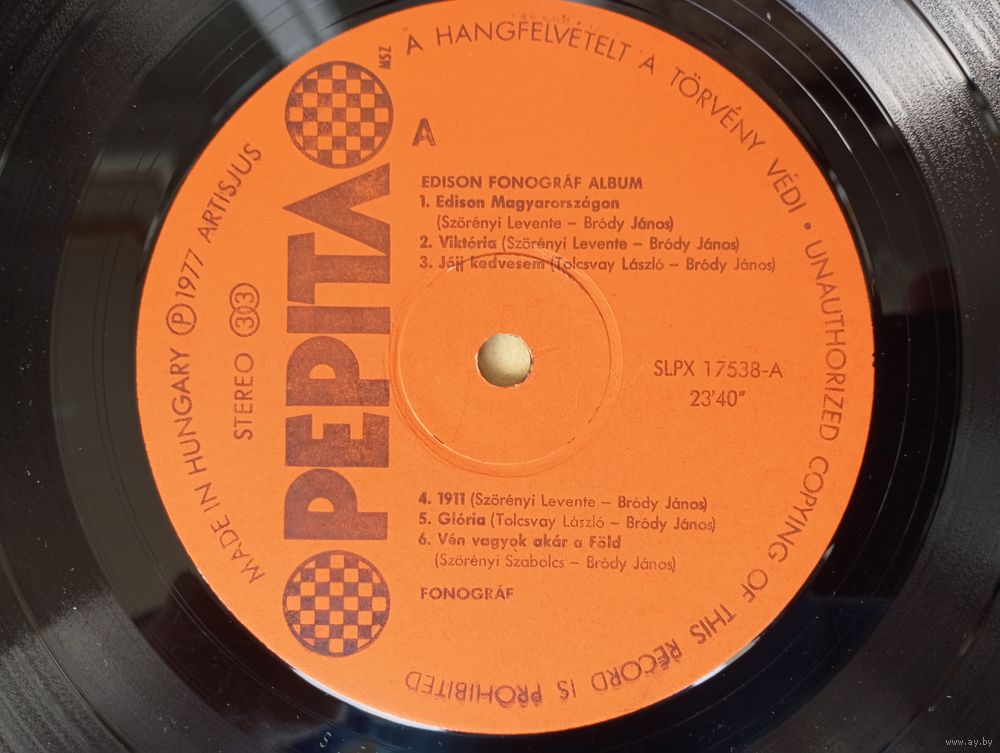 A HANGFELVÉTELT A TÖRVÉNY VÉDI • UNAUTHORIZED COPYING OF THIS RECORD IS PROHIBITED
MADE IN HUNGARY Ⓟ 1977 ARTISJUS
STEREO 33
PEPITA
MSZ
A
EDISON FONOGRÁF ALBUM
1. Edison Magyarországon
(Szörényi Levente – Bródy János)
2. Viktória (Szörényi Levente – Bródy János)
3. Jöjj kedvesem (Tolcsvay László – Bródy János)
SLPX 17538-A
23'40"
4. 1911 (Szörényi Levente – Bródy János)
5. Glória (Tolcsvay László – Bródy János)
6. Vén vagyok akár a Föld
(Szörényi Szabolcs – Bródy János)
FONOGRÁF
www.ay.by